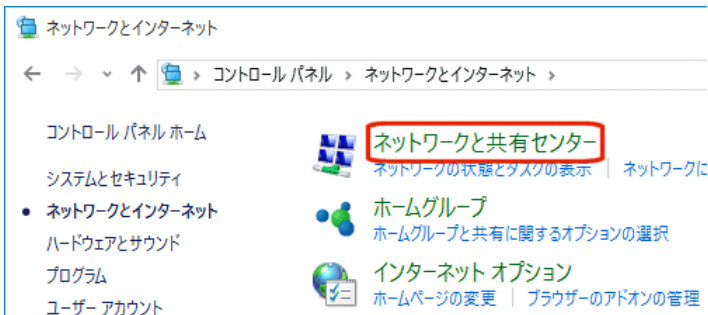 ネットワークとインターネット
コントロール パネル › ネットワークとインターネット ›
コントロール パネル ホーム
システムとセキュリティ
ネットワークとインターネット
ハードウェアとサウンド
プログラム
ユーザー アカウント
ネットワークと共有センター
ネットワークの状態とタスクの表示 ネットワークに
ホームグループ
ホームグループと共有に関するオプションの選択
インターネット オプション
ホームページの変更 ブラウザーのアドオンの管理